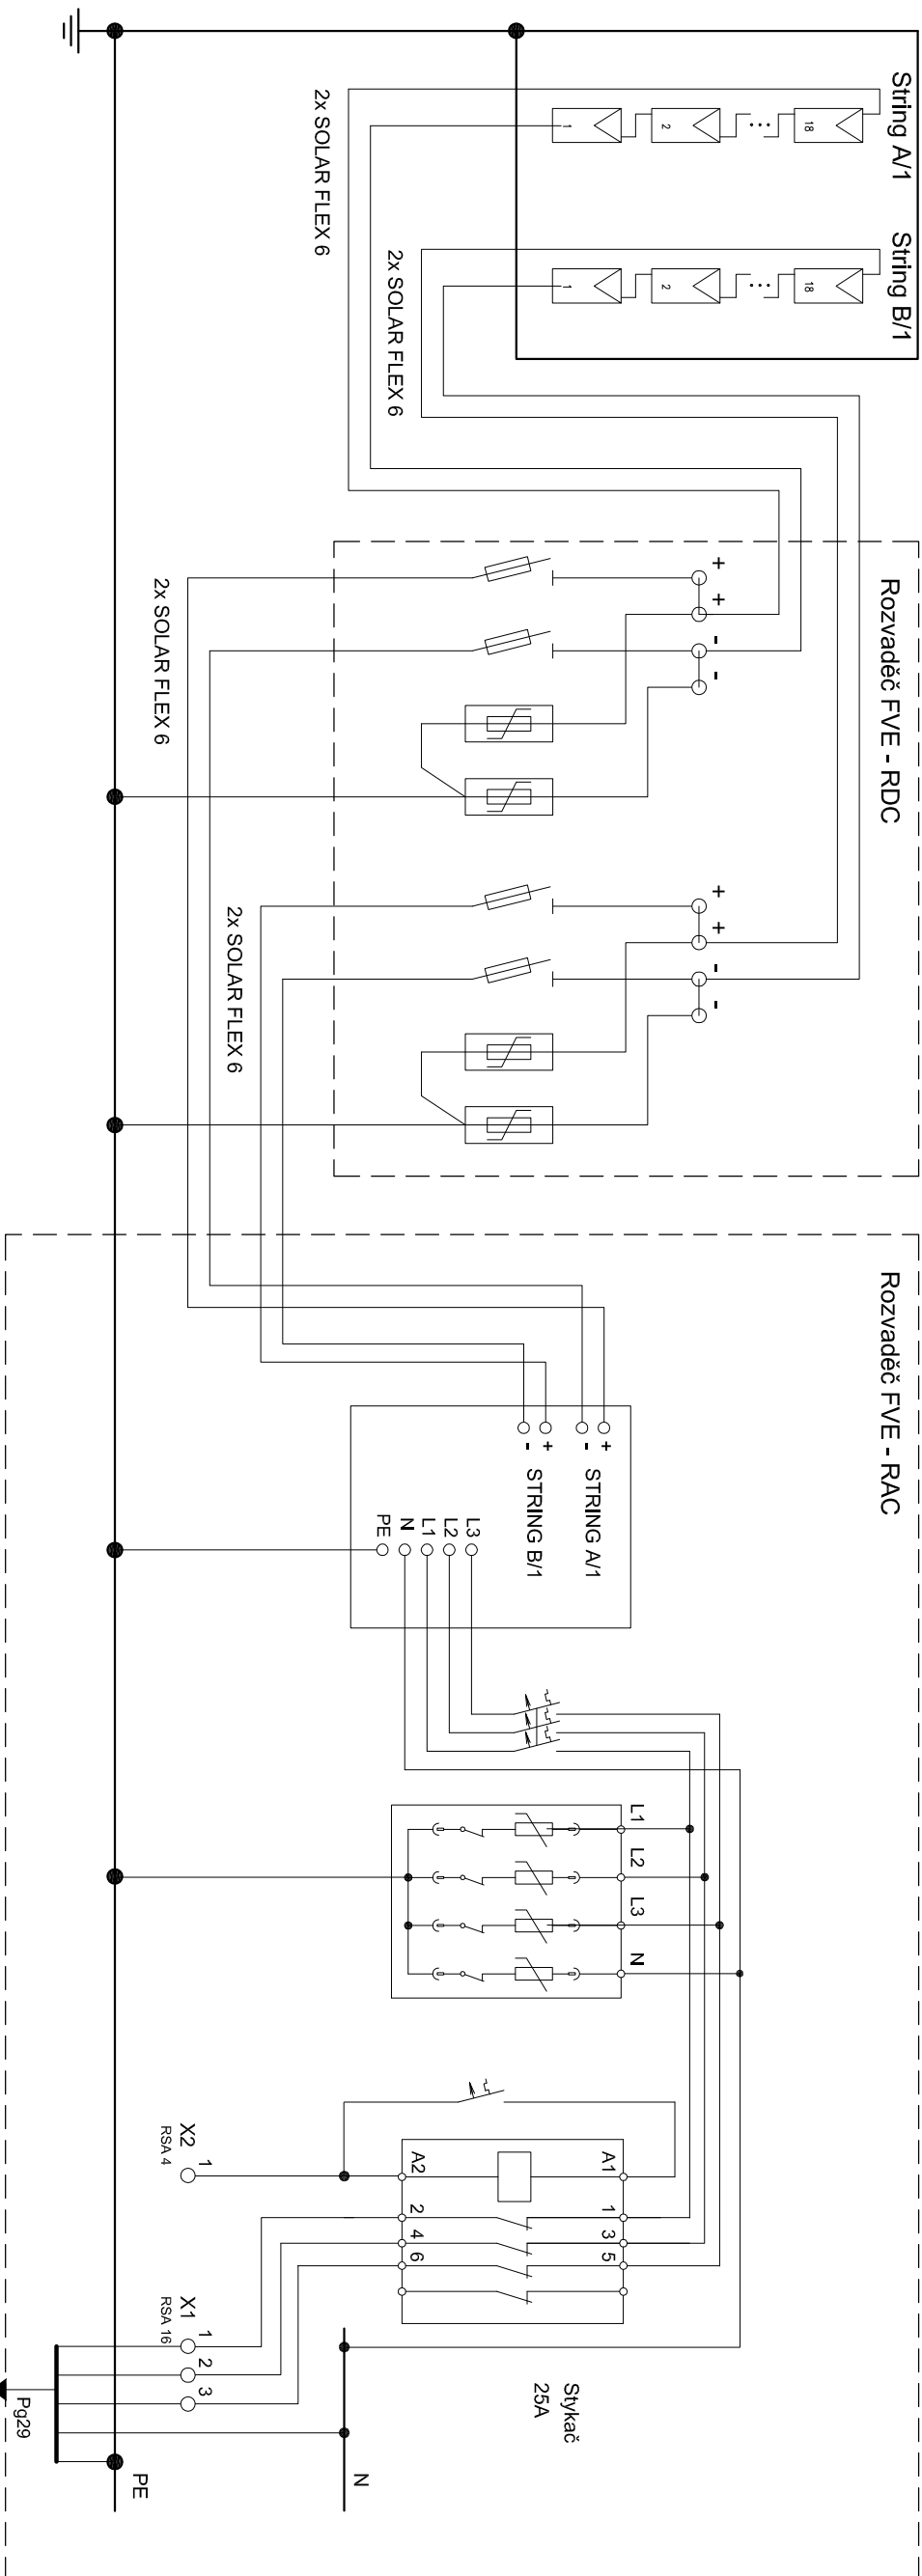 String A/1
String B/1
1
2
18
1
2
18
2x SOLAR FLEX 6
2x SOLAR FLEX 6
Rozvaděč FVE - RDC
+
+
-
-
+
+
-
-
2x SOLAR FLEX 6
2x SOLAR FLEX 6
Rozvaděč FVE - RAC
+
-
STRING A/1
+
-
STRING B/1
L3
L2
L1
N
PE
L1
L2
L3
N
A1
1
3
5
A2
2
4
6
Stykač
25A
X2
RSA 4
1
X1
RSA 16
1
2
3
N
PE
Pg29